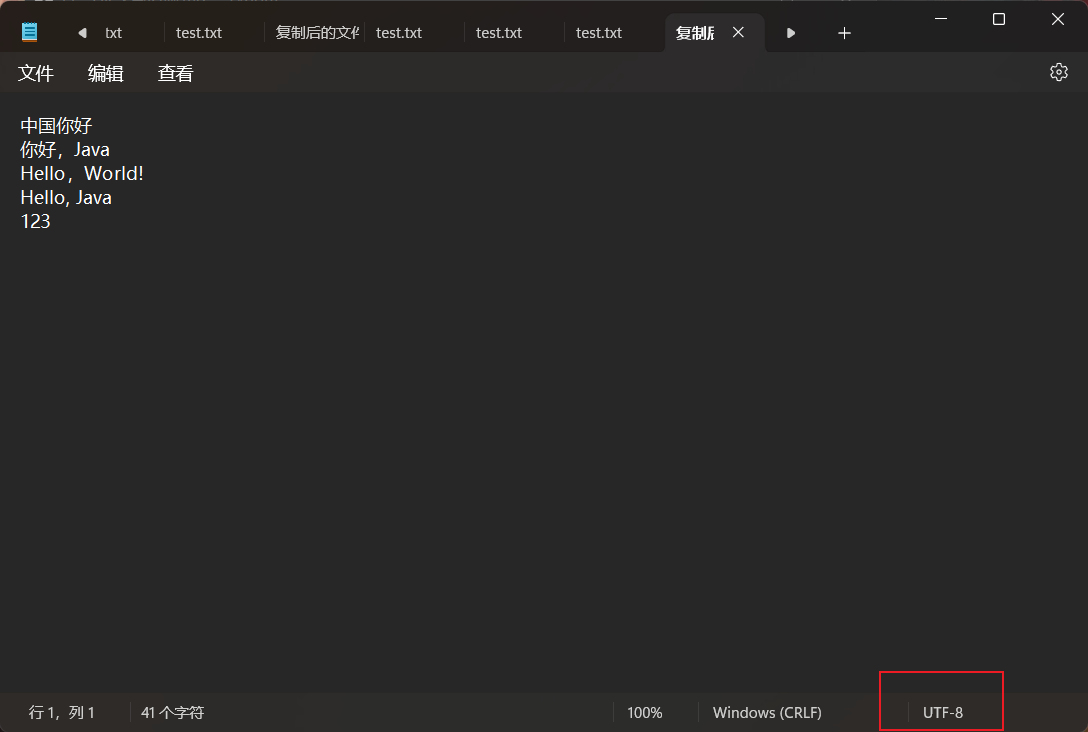 txt
test.txt
复制后的文件
test.txt
test.txt
test.txt
复制后
文件 编辑 查看
中国你好
你好，Java
Hello，World!
Hello, Java
123
行 1，列 1 41 个字符 100% Windows (CRLF) UTF-8